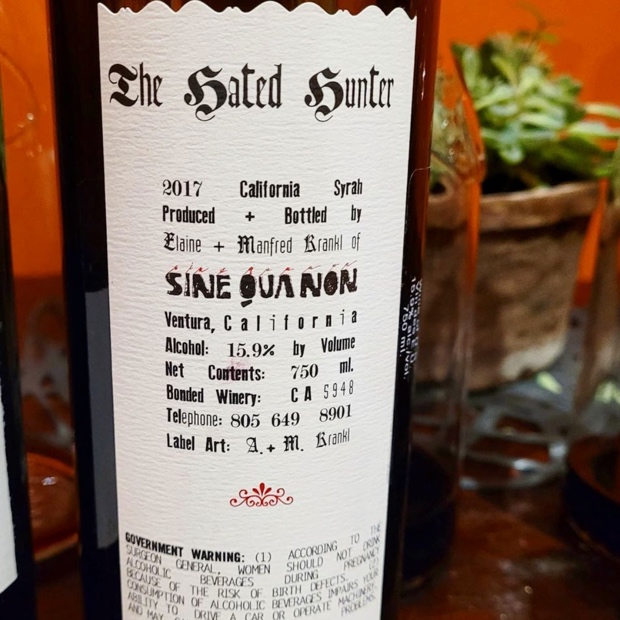 The Hated Hunter
2017 California Syrah
Produced + Bottled by
Elaine + Manfred Krankl of
SINE QUA NON
Ventura, California
Alcohol: 15.9% by Volume
Net Contents: 750 ml.
Bonded Winery: CA 5948
Telephone: 805 649 8901
Label Art: A. + M. Krankl
GOVERNMENT WARNING: (1) ACCORDING TO THE
SURGEON GENERAL, WOMEN SHOULD NOT DRINK
ALCOHOLIC BEVERAGES DURING PREGNANCY
BECAUSE OF THE RISK OF BIRTH DEFECTS. (2)
CONSUMPTION OF ALCOHOLIC BEVERAGES IMPAIRS YOUR
ABILITY TO DRIVE A CAR OR OPERATE MACHINERY,
AND MAY PROBLEMS.
750 ml.